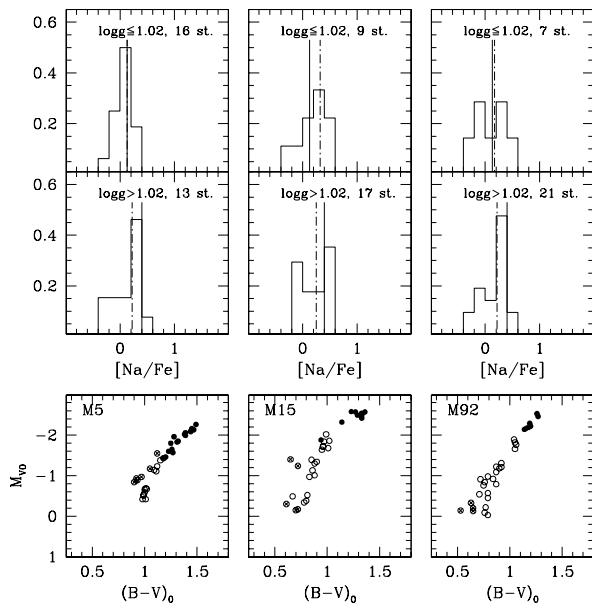 logg≦1.02, 16 st.
logg≦1.02, 9 st.
logg≦1.02, 7 st.
0.6
0.4
0.2
logg>1.02, 13 st.
logg>1.02, 17 st.
logg>1.02, 21 st.
0.6
0.4
0.2
0 1
0 1
0 1
[Na/Fe]
[Na/Fe]
[Na/Fe]
M5
M15
M92
-2
-1
0
1
M_V0
0.5 1 1.5
0.5 1 1.5
0.5 1 1.5
(B-V)_0
(B-V)_0
(B-V)_0